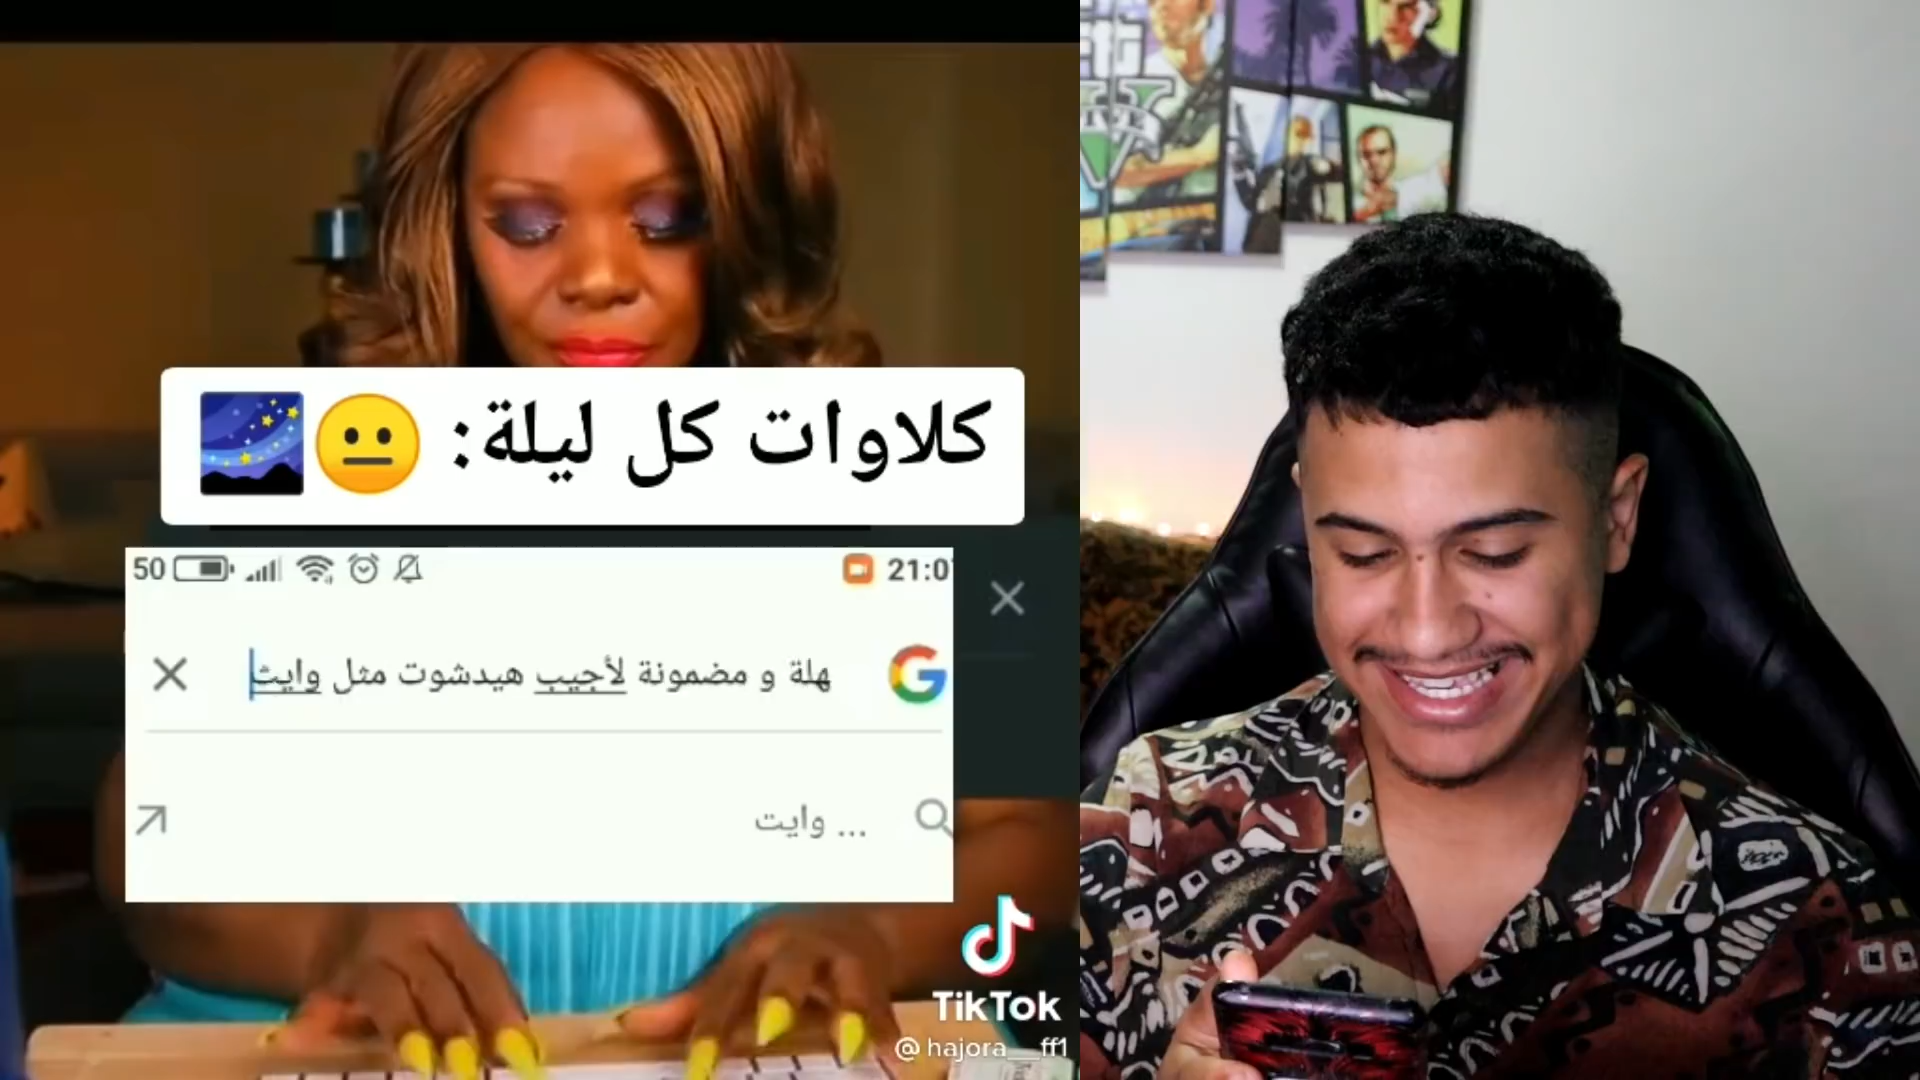 كلاوات كل ليلة: 😐🌌
50
21:0
هلة و مضمونة لأجيب هيدشوت مثل وايث
... وايت
TikTok
@hajora__ff1
V